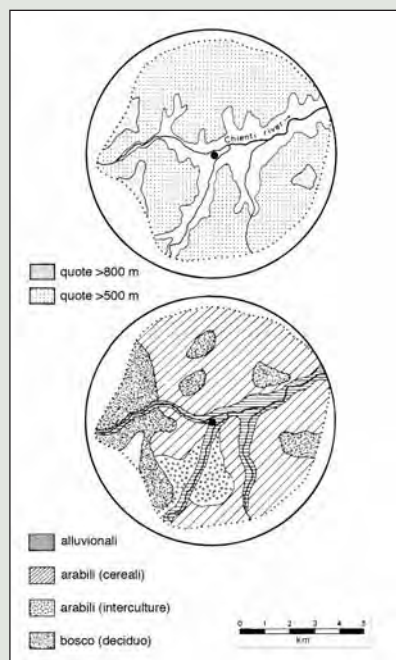 Chienti river
quote >800 m
quote >500 m
alluvionali
arabili (cereali)
arabili (interculture)
bosco (deciduo)
0 1 2 3 4 5
km